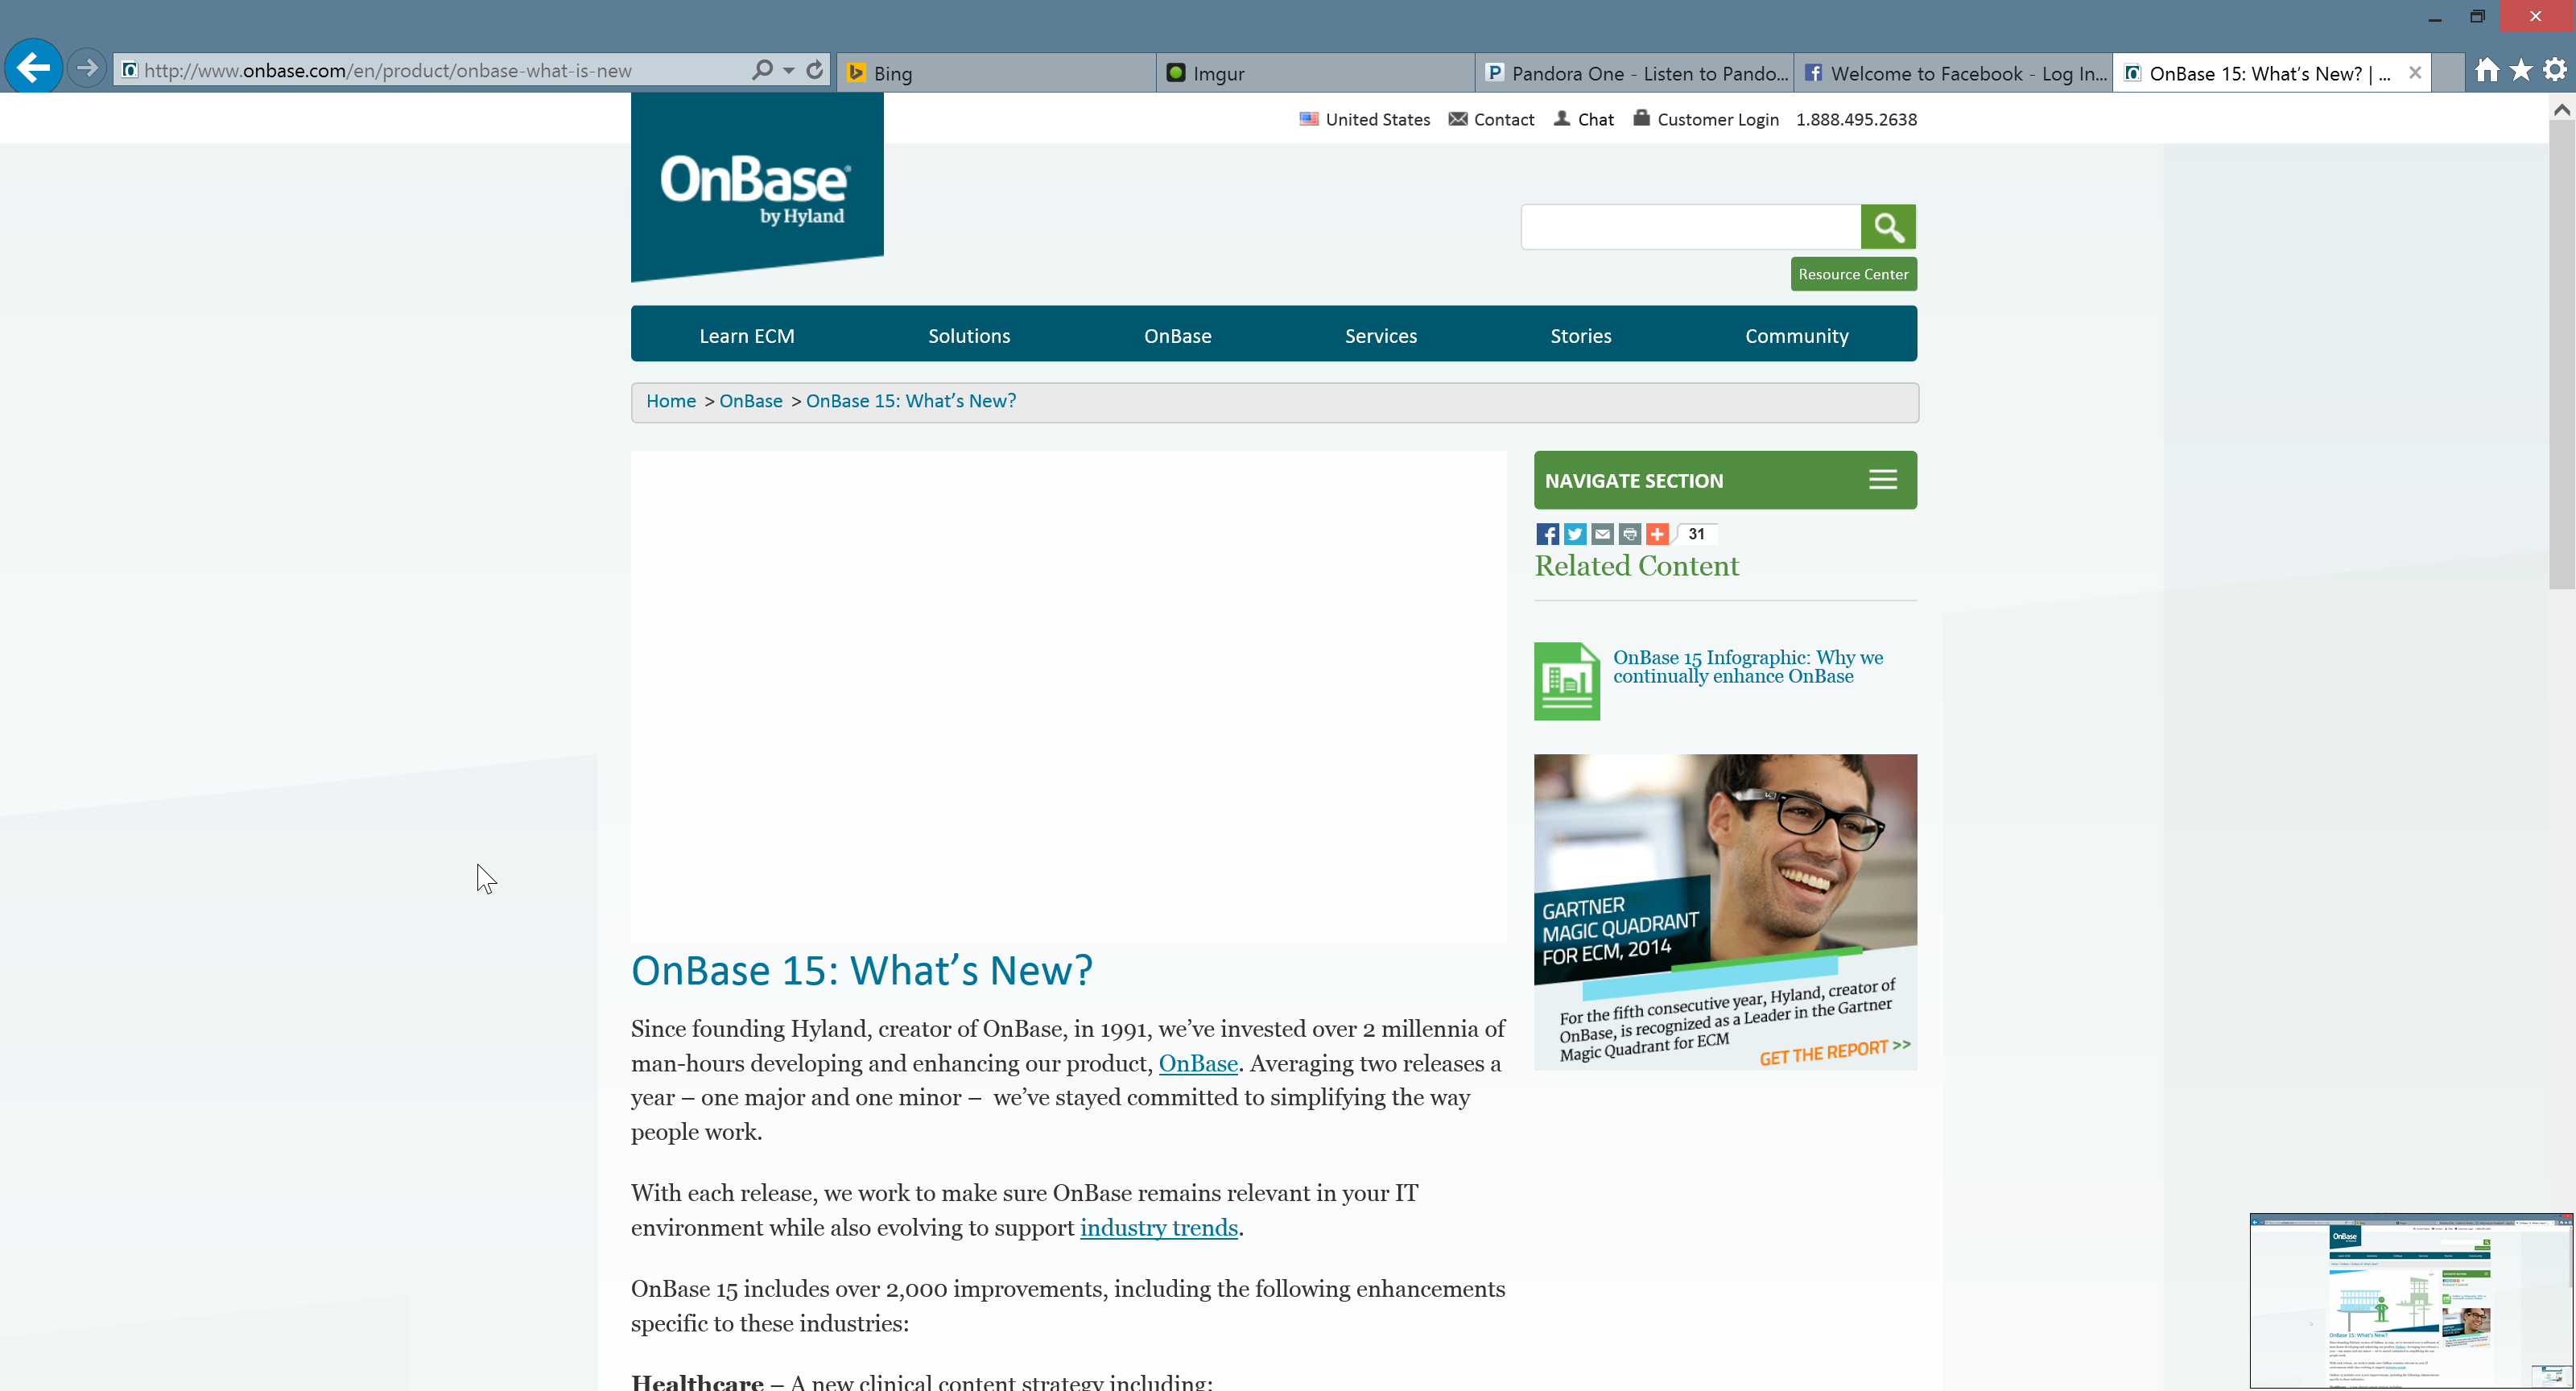 http://www.onbase.com/en/product/onbase-what-is-new
Bing
Imgur
Pandora One - Listen to Pando...
Welcome to Facebook - Log In...
OnBase 15: What's New? | ...
United States
Contact
Chat
Customer Login
1.888.495.2638
OnBase®
by Hyland
Resource Center
Learn ECM
Solutions
OnBase
Services
Stories
Community
Home > OnBase > OnBase 15: What's New?
NAVIGATE SECTION
31
Related Content
OnBase 15 Infographic: Why we
continually enhance OnBase
GARTNER
MAGIC QUADRANT
FOR ECM, 2014
For the fifth consecutive year, Hyland, creator of
OnBase, is recognized as a Leader in the Gartner
Magic Quadrant for ECM
GET THE REPORT >>
OnBase 15: What's New?
Since founding Hyland, creator of OnBase, in 1991, we've invested over 2 millennia of
man-hours developing and enhancing our product, OnBase. Averaging two releases a
year – one major and one minor –  we've stayed committed to simplifying the way
people work.
With each release, we work to make sure OnBase remains relevant in your IT
environment while also evolving to support industry trends.
OnBase 15 includes over 2,000 improvements, including the following enhancements
specific to these industries:
Healthcare – A new clinical content strategy including:
OnBase
OnBase 15: What's New?